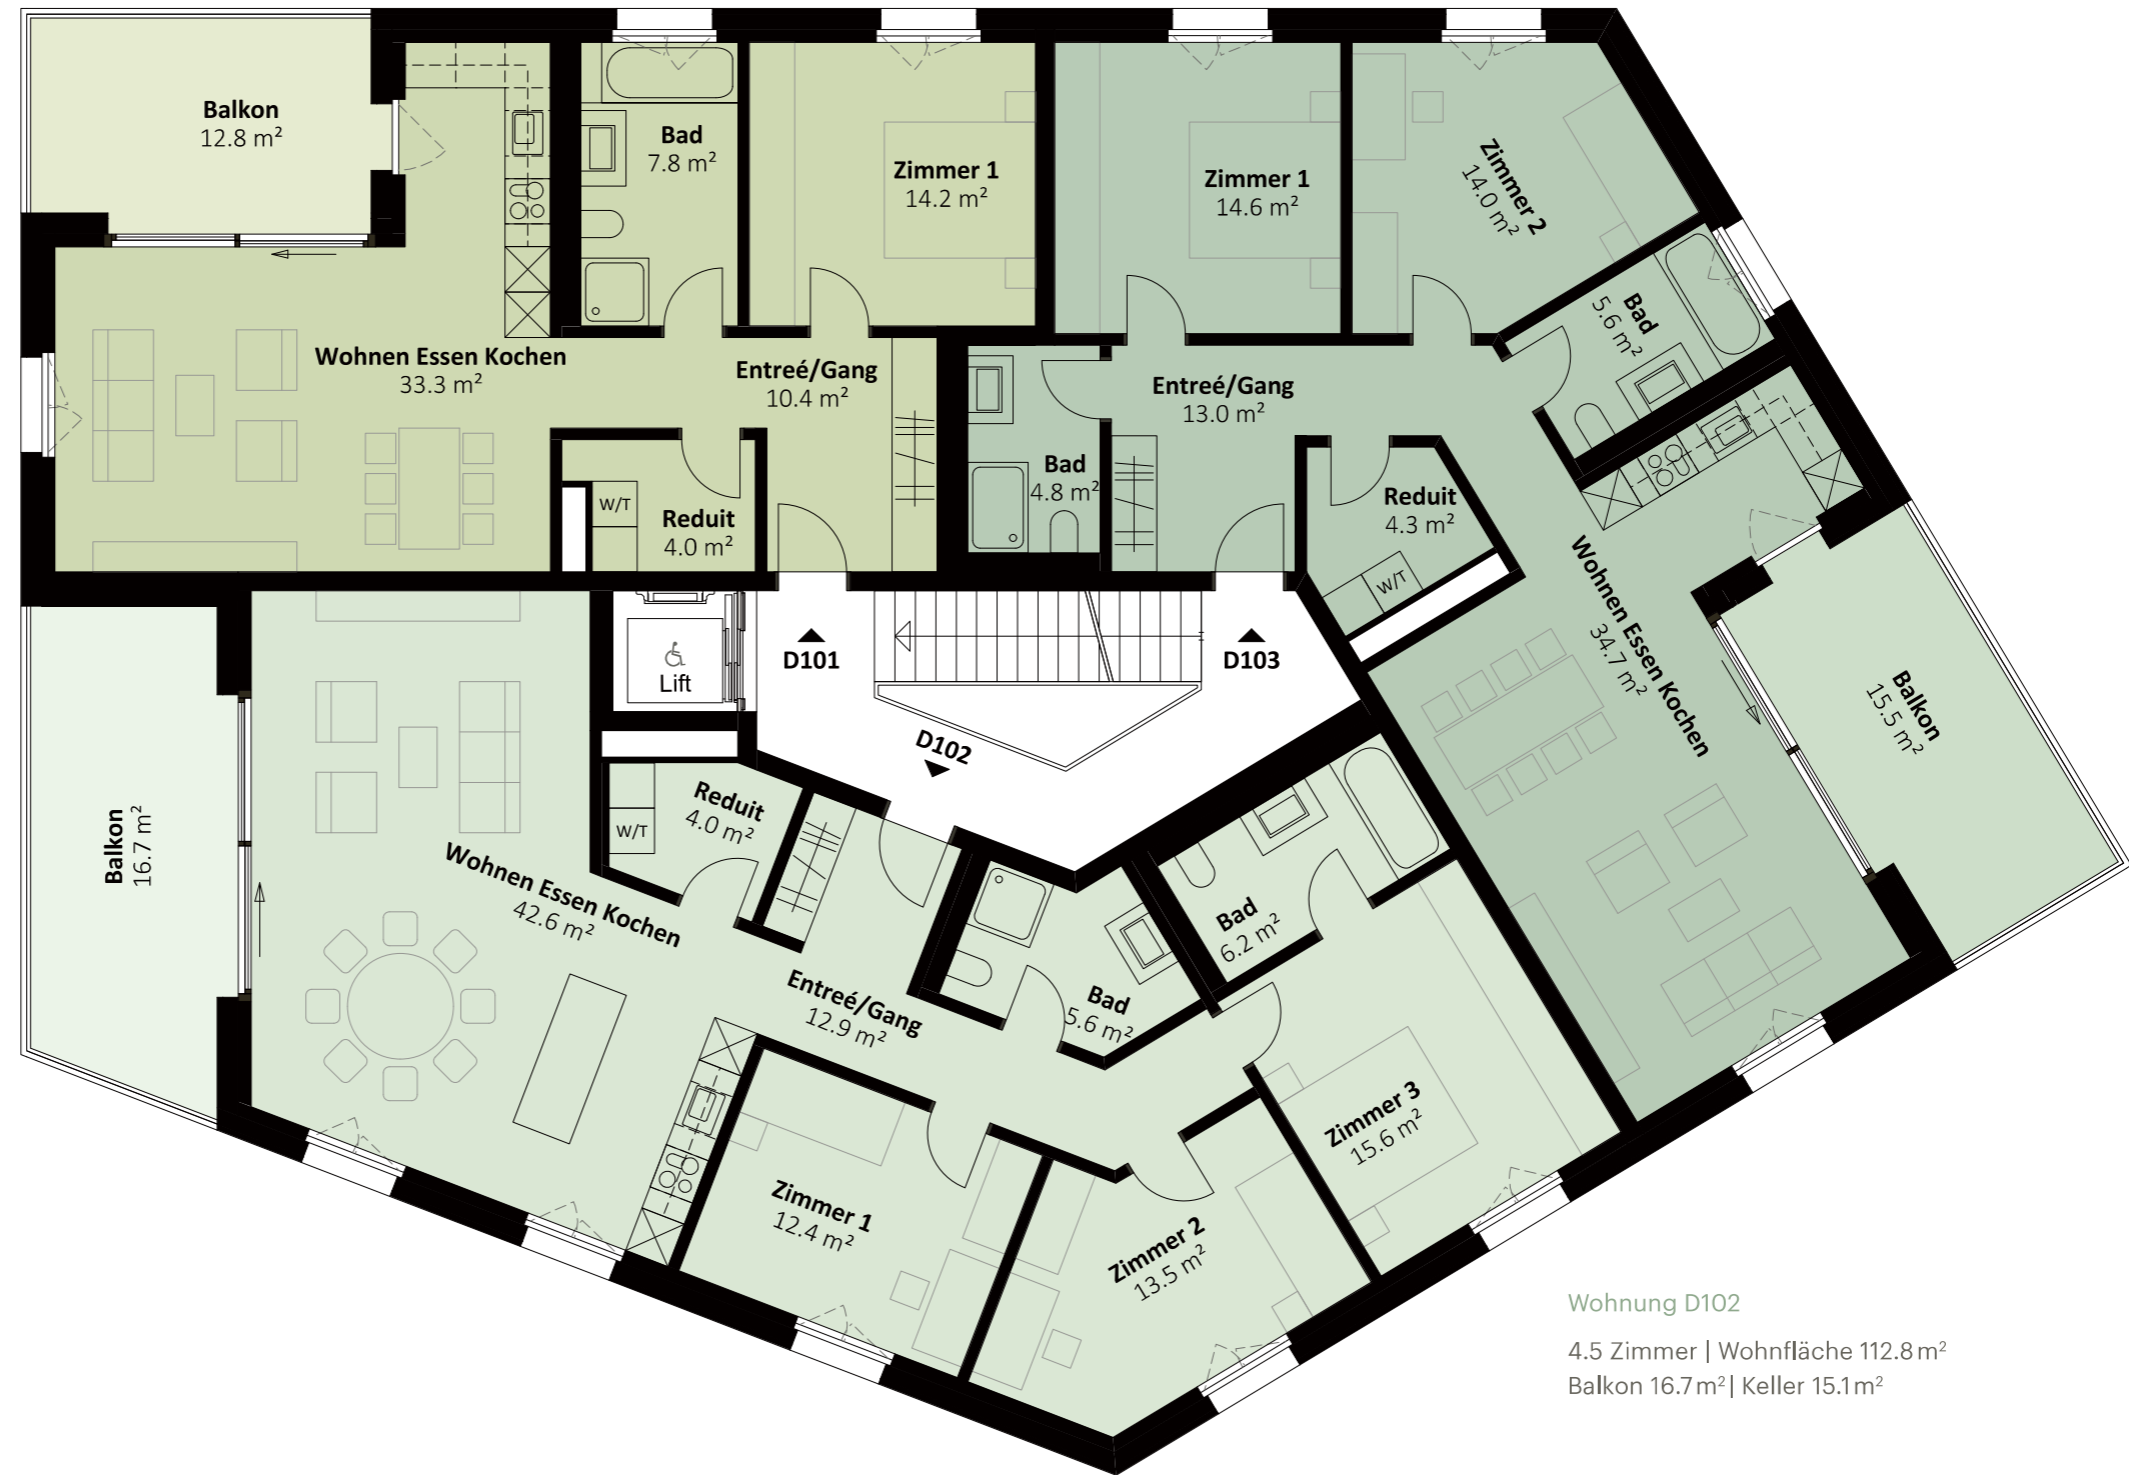 Balkon
12.8 m²
Bad
7.8 m²
Zimmer 1
14.2 m²
Zimmer 1
14.6 m²
Zimmer 2
14.0 m²
Bad
5.6 m²
Wohnen Essen Kochen
33.3 m²
Entreé/Gang
10.4 m²
Entreé/Gang
13.0 m²
Bad
4.8 m²
W/T
Reduit
4.0 m²
Reduit
4.3 m²
W/T
Wohnen Essen Kochen
34.7 m²
Balkon
15.5 m²
Lift
D101
D103
D102
Balkon
16.7 m²
Reduit
4.0 m²
W/T
Wohnen Essen Kochen
42.6 m²
Entreé/Gang
12.9 m²
Bad
5.6 m²
Bad
6.2 m²
Zimmer 1
12.4 m²
Zimmer 2
13.5 m²
Zimmer 3
15.6 m²
Wohnung D102
4.5 Zimmer | Wohnfläche 112.8 m²
Balkon 16.7 m² | Keller 15.1 m²